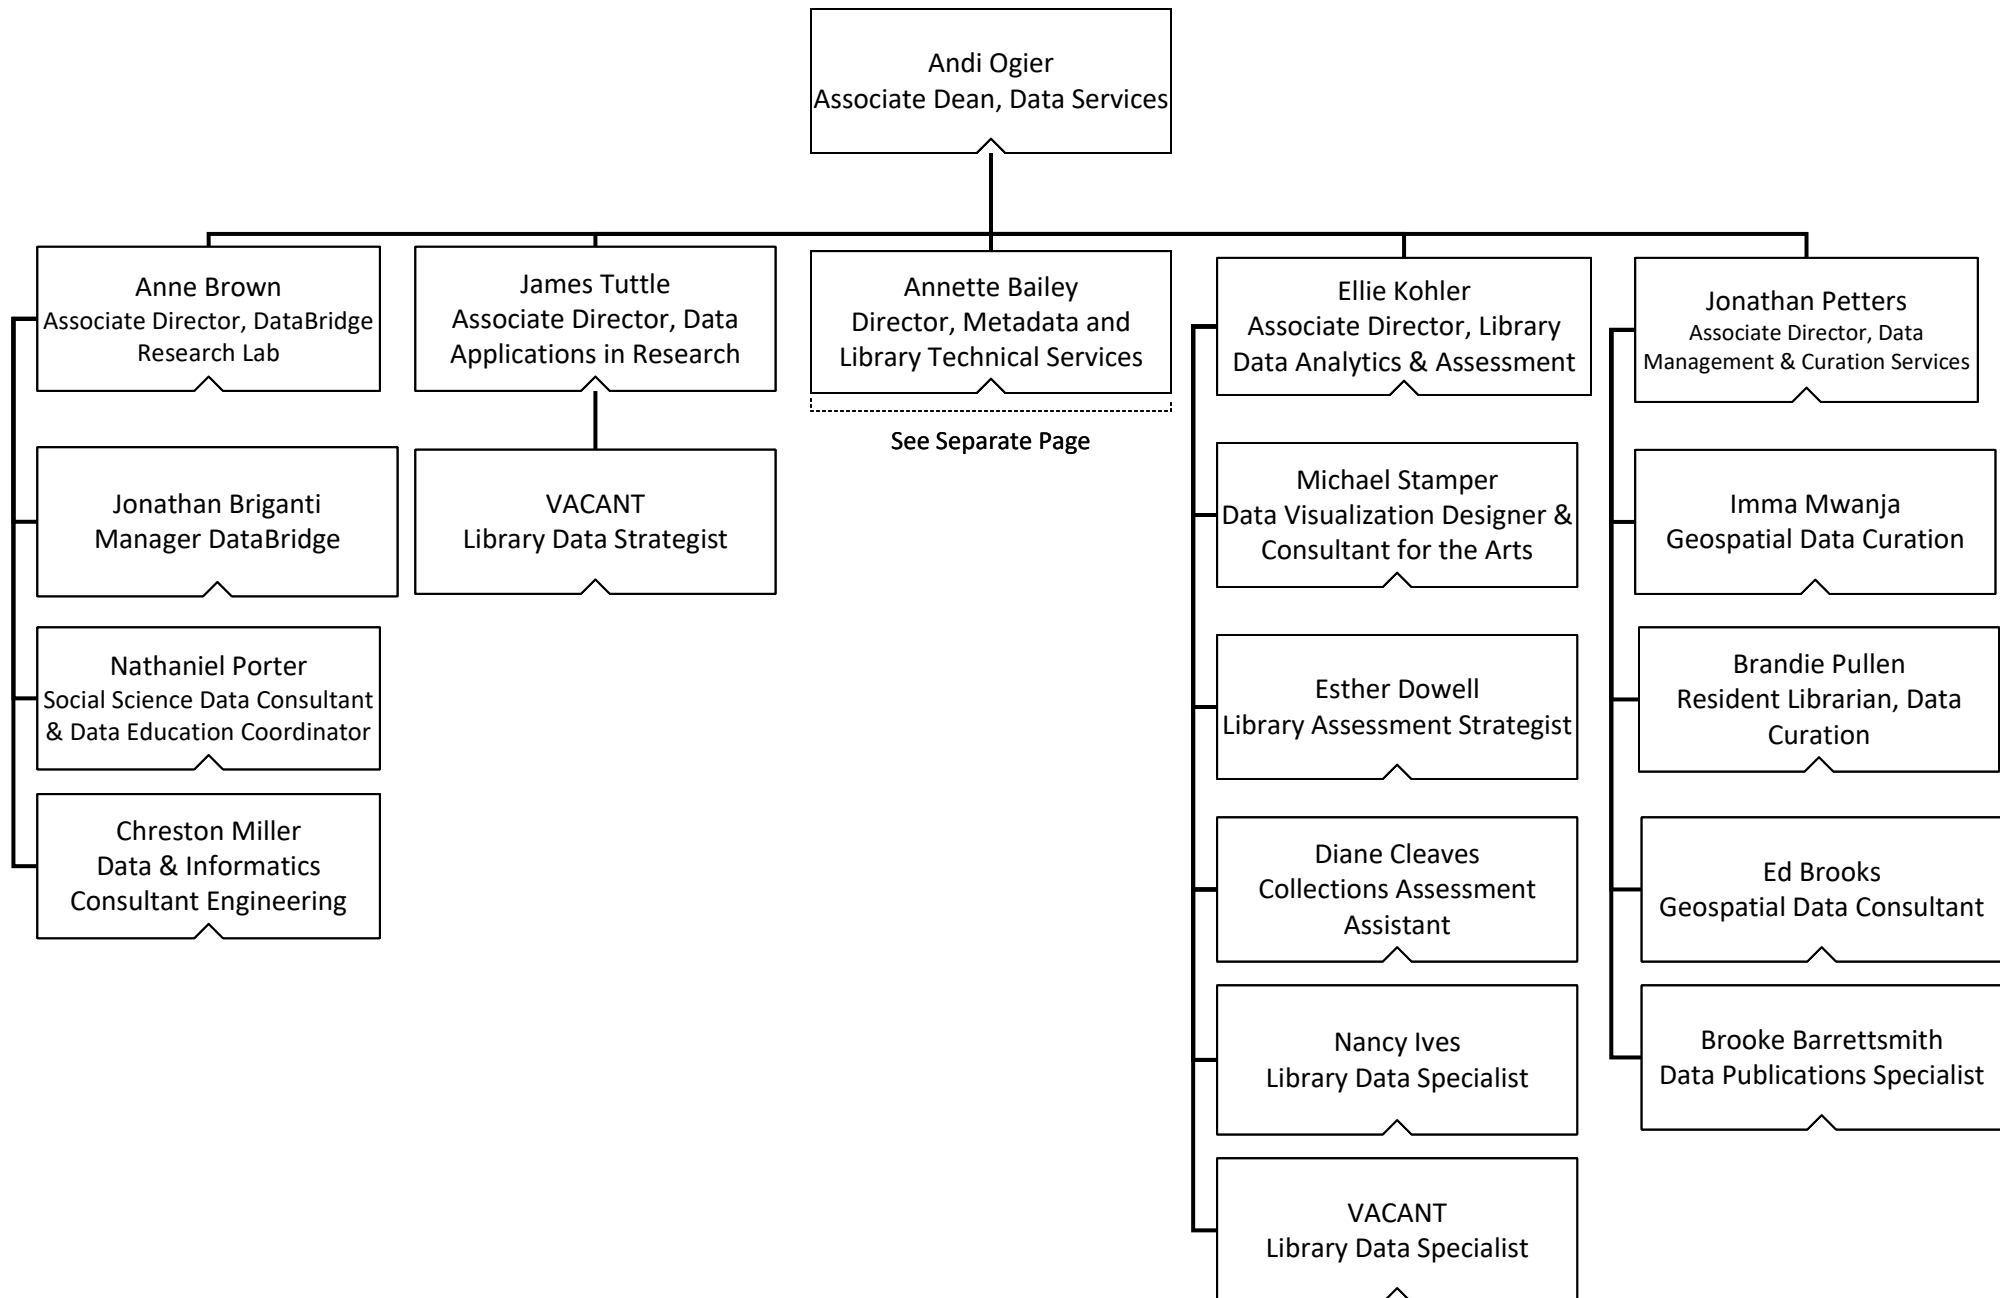 Andi Ogier
Associate Dean, Data Services
Anne Brown
Associate Director, DataBridge
Research Lab
Jonathan Briganti
Manager DataBridge
Nathaniel Porter
Social Science Data Consultant
& Data Education Coordinator
Chreston Miller
Data & Informatics
Consultant Engineering
James Tuttle
Associate Director, Data
Applications in Research
VACANT
Library Data Strategist
Annette Bailey
Director, Metadata and
Library Technical Services
See Separate Page
Ellie Kohler
Associate Director, Library
Data Analytics & Assessment
Michael Stamper
Data Visualization Designer &
Consultant for the Arts
Esther Dowell
Library Assessment Strategist
Diane Cleaves
Collections Assessment
Assistant
Nancy Ives
Library Data Specialist
VACANT
Library Data Specialist
Jonathan Petters
Associate Director, Data
Management & Curation Services
Imma Mwanja
Geospatial Data Curation
Brandie Pullen
Resident Librarian, Data
Curation
Ed Brooks
Geospatial Data Consultant
Brooke Barrettsmith
Data Publications Specialist